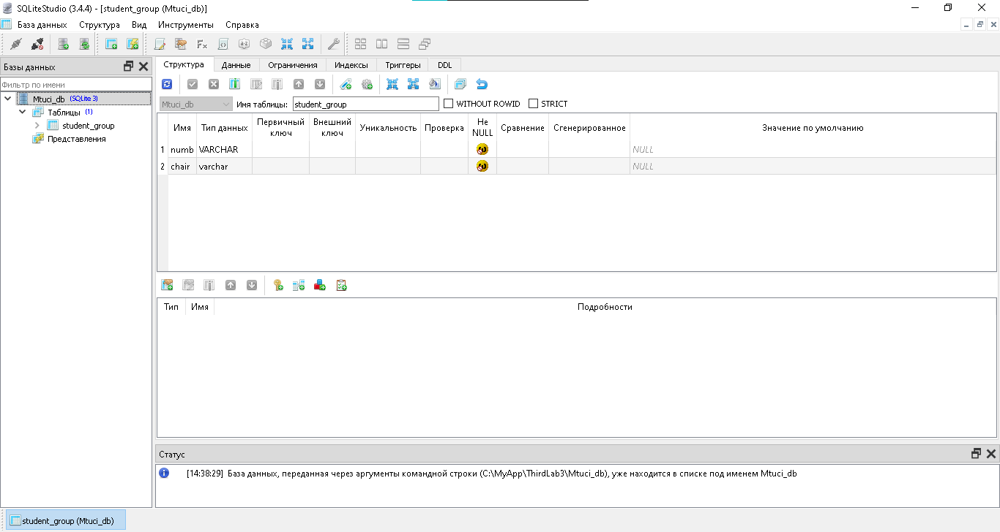 SQLiteStudio (3.4.4) - [student_group (Mtuci_db)]
База данных Структура Вид Инструменты Справка
Базы данных
Фильтр по имени
Mtuci_db (SQLite 3)
Таблицы (1)
student_group
Представления
Структура Данные Ограничения Индексы Триггеры DDL
Mtuci_db Имя таблицы: student_group WITHOUT ROWID STRICT
Имя Тип данных Первичный ключ Внешний ключ Уникальность Проверка Не NULL Сравнение Сгенерированное Значение по умолчанию
1 numb VARCHAR NULL
2 chair varchar NULL
Тип Имя Подробности
Статус
[14:38:29] База данных, переданная через аргументы командной строки (C:\MyApp\ThirdLab3\Mtuci_db), уже находится в списке под именем Mtuci_db
student_group (Mtuci_db)